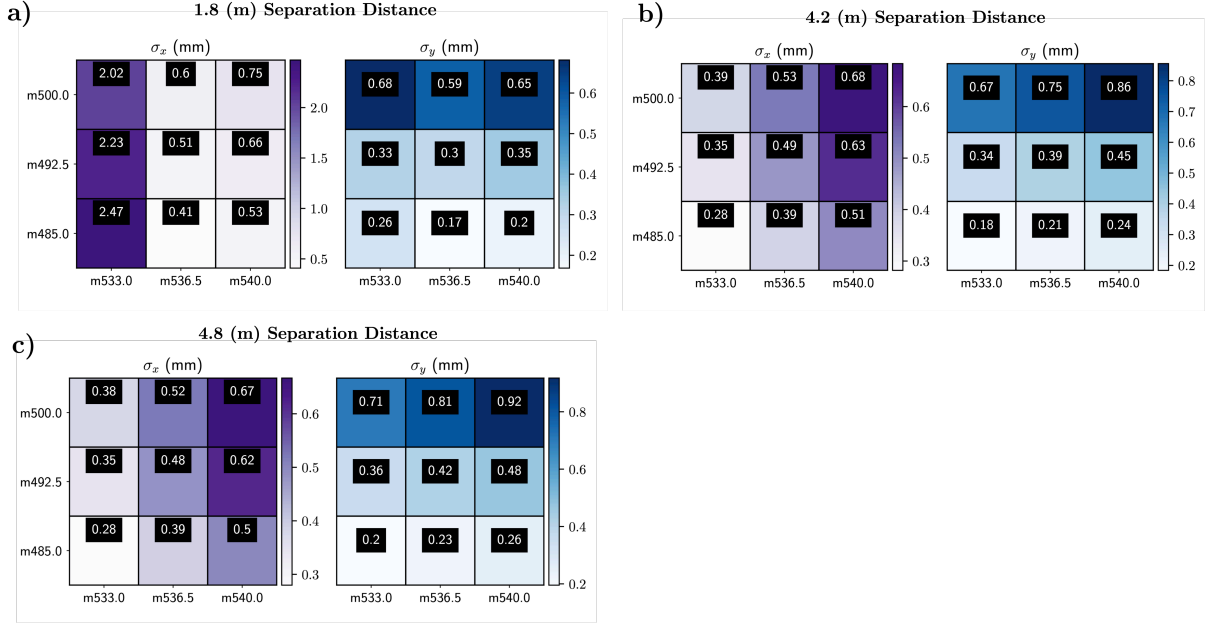 a)
1.8 (m) Separation Distance
σx (mm)
σy (mm)
m500.0 2.02 0.6 0.75
m492.5 2.23 0.51 0.66
m485.0 2.47 0.41 0.53
m533.0 m536.5 m540.0
2.0
1.5
1.0
0.5
0.68 0.59 0.65
0.33 0.3 0.35
0.26 0.17 0.2
m533.0 m536.5 m540.0
0.6
0.5
0.4
0.3
0.2
b)
4.2 (m) Separation Distance
σx (mm)
σy (mm)
m500.0 0.39 0.53 0.68
m492.5 0.35 0.49 0.63
m485.0 0.28 0.39 0.51
m533.0 m536.5 m540.0
0.6
0.5
0.4
0.3
0.67 0.75 0.86
0.34 0.39 0.45
0.18 0.21 0.24
m533.0 m536.5 m540.0
0.8
0.7
0.6
0.5
0.4
0.3
0.2
c)
4.8 (m) Separation Distance
σx (mm)
σy (mm)
m500.0 0.38 0.52 0.67
m492.5 0.35 0.48 0.62
m485.0 0.28 0.39 0.5
m533.0 m536.5 m540.0
0.6
0.5
0.4
0.3
0.71 0.81 0.92
0.36 0.42 0.48
0.2 0.23 0.26
m533.0 m536.5 m540.0
0.8
0.6
0.4
0.2